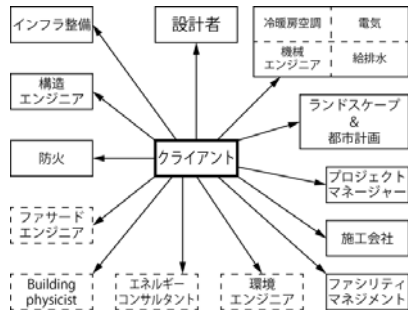 インフラ整備
設計者
冷暖房空調
電気
機械
エンジニア
給排水
構造
エンジニア
ランドスケープ
&
都市計画
防火
クライアント
プロジェクト
マネージャー
ファサード
エンジニア
施工会社
Building
physicist
エネルギー
コンサルタント
環境
エンジニア
ファシリティ
マネジメント